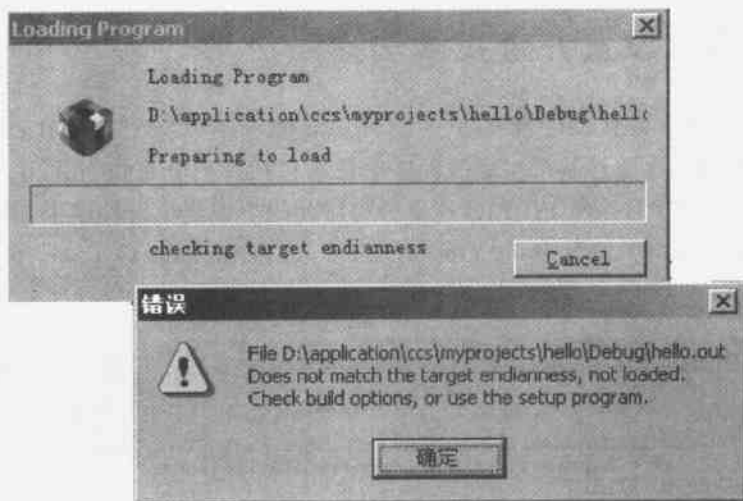 Loading Program
Loading Program
D:\application\ccs\myprojects\hello\Debug\hello
Preparing to load
checking target endianness
Cancel
错误
File D:\application\ccs\myprojects\hello\Debug\hello.out
Does not match the target endianness, not loaded.
Check build options, or use the setup program.
确定